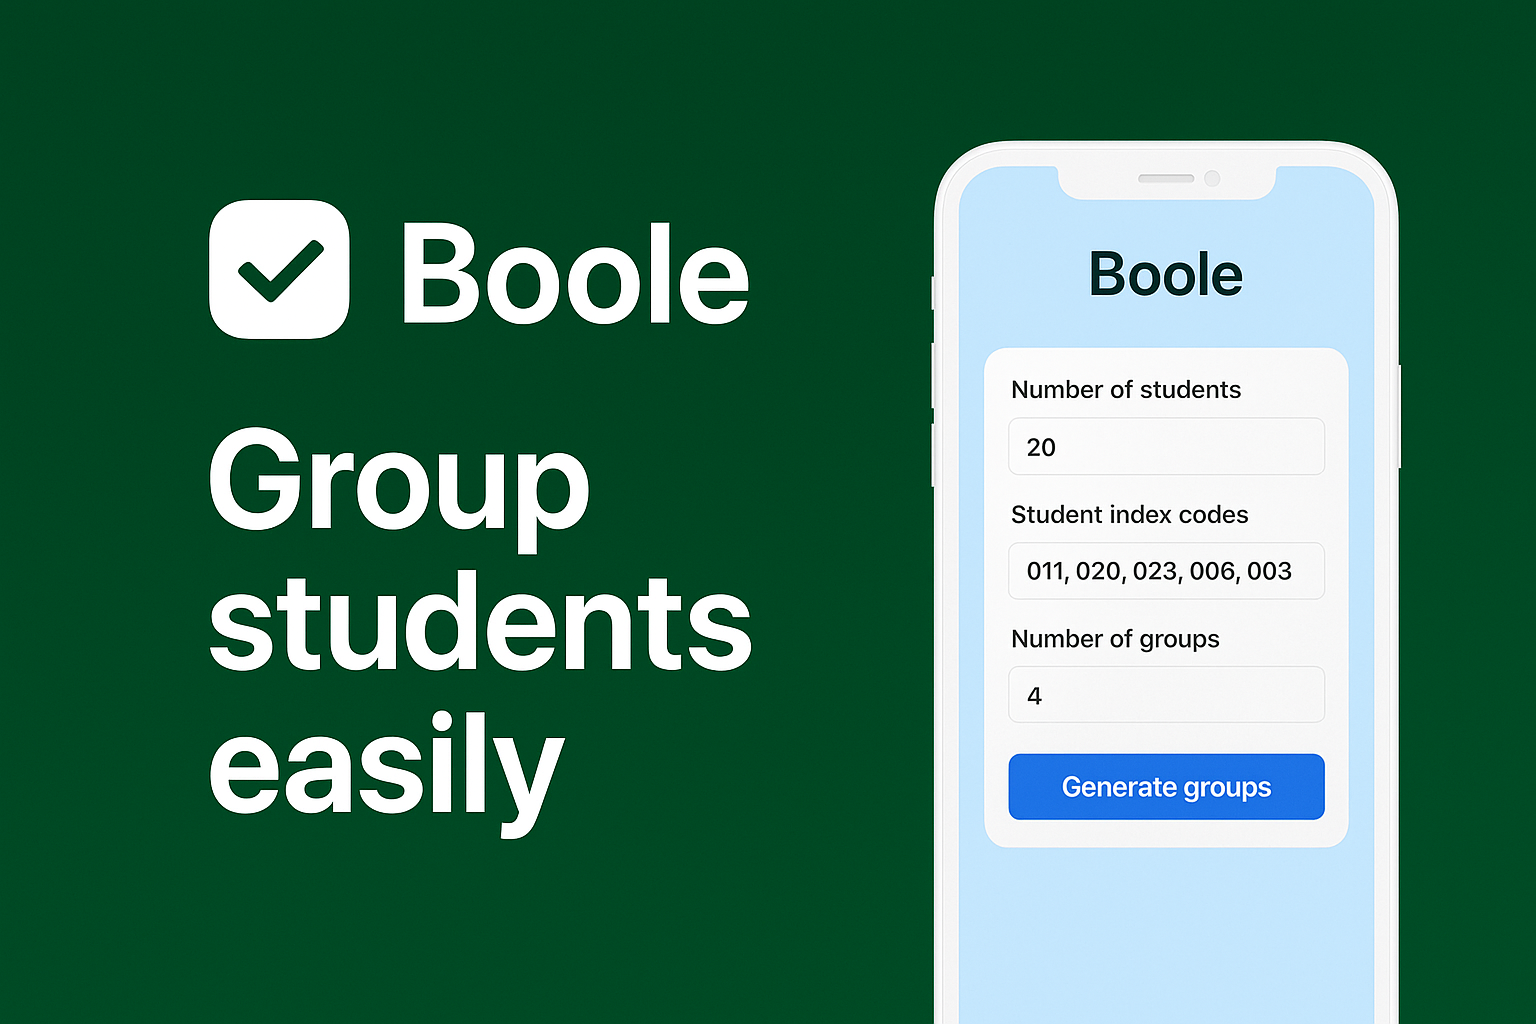 Boole
Group
students
easily
Boole
Number of students
20
Student index codes
011, 020, 023, 006, 003
Number of groups
4
Generate groups